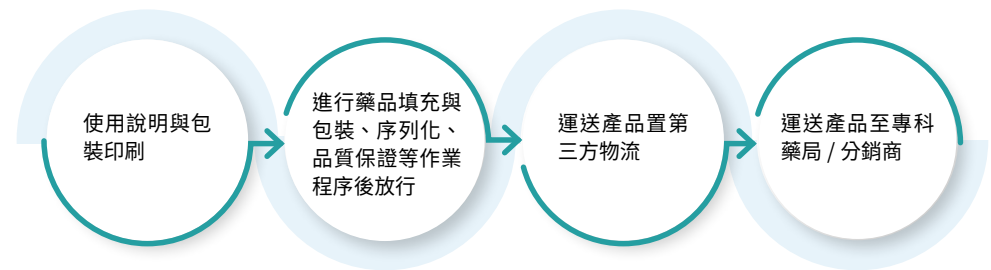 使用說明與包
裝印刷
進行藥品填充與
包裝、序列化、
品質保證等作業
程序後放行
運送產品置第
三方物流
運送產品至專科
藥局 / 分銷商